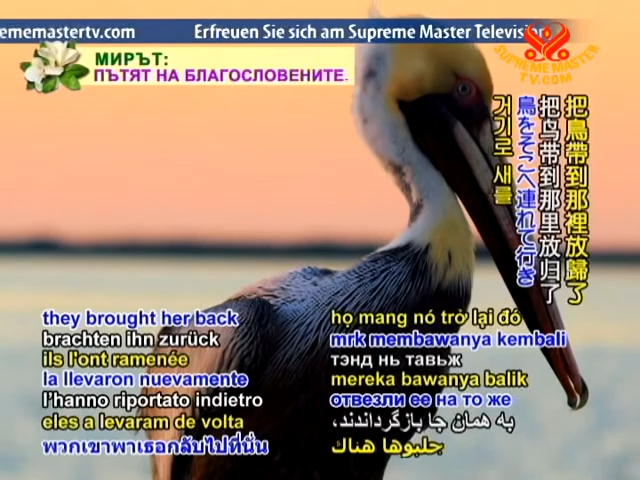 emastertv.com Erfreuen Sie sich am Supreme Master Television
SUPREME MASTER
TV.COM
МИРЪТ:
ПЪТЯТ НА БЛАГОСЛОВЕНИТЕ.
把鳥帶到那裡放歸了
把鸟带到那里放归了
鳥をそこへ連れて行き
거기로 새를
they brought her back
brachten ihn zurück
ils l'ont ramenée
la llevaron nuevamente
l'hanno riportato indietro
eles a levaram de volta
พวกเขาพาเธอกลับไปที่นั่น
họ mang nó trở lại đó
mrk membawanya kembali
тэнд нь тавьж
mereka bawanya balik
отвезли ее на то же
به همان جا بازگرداندند،
جلبوها هناك